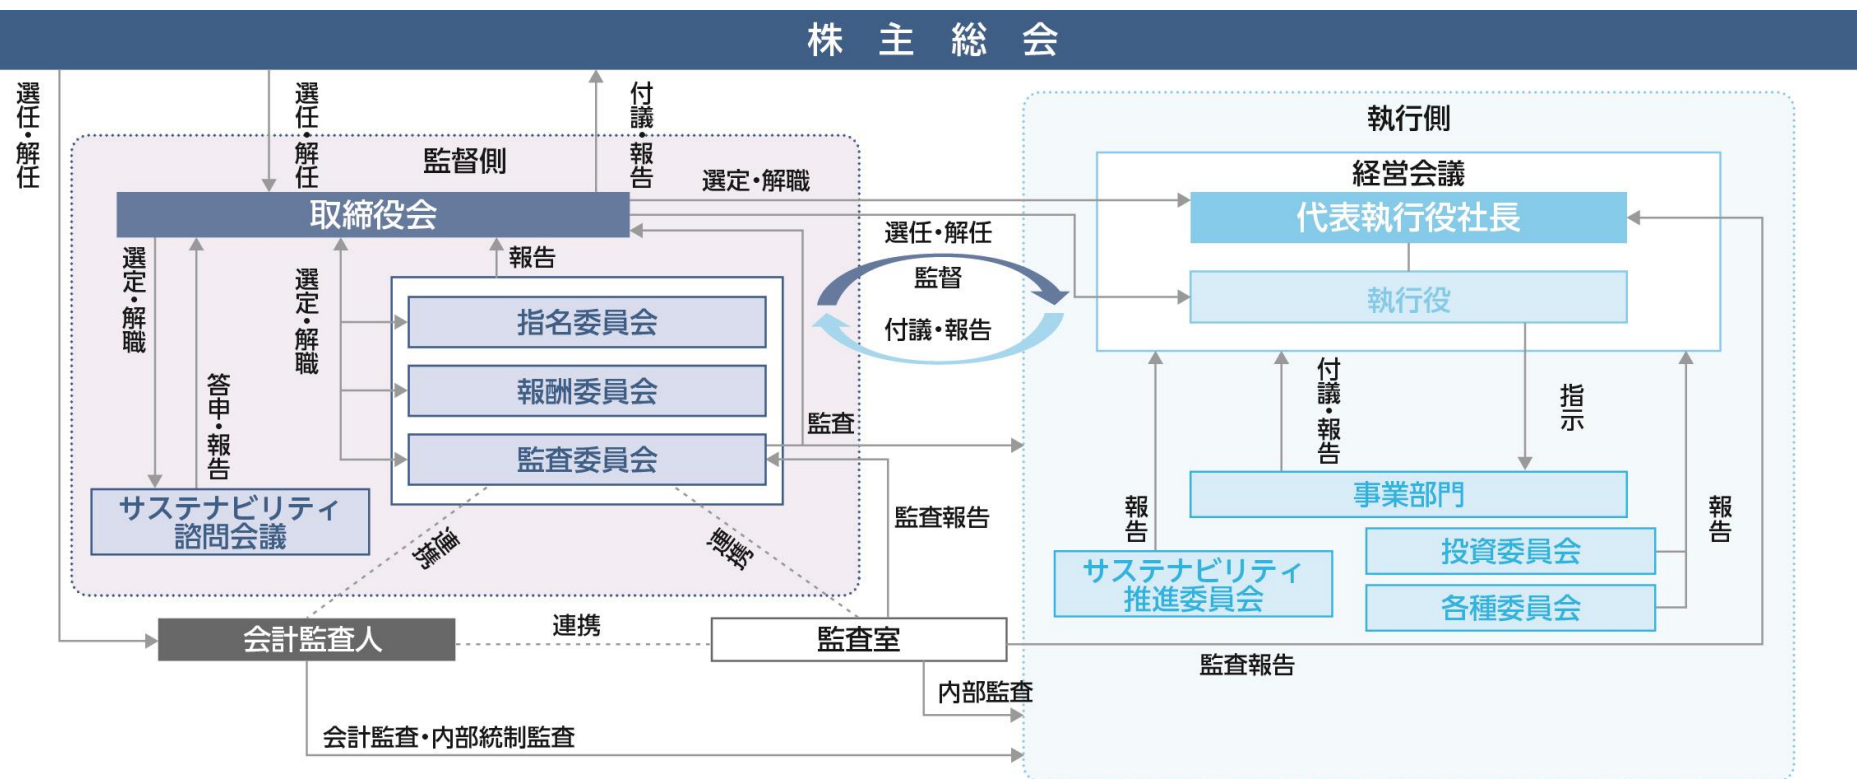 株主総会
選任・解任
選任・解任
付議・報告
監督側
取締役会
選定・解職
選任・解任
監督
付議・報告
選定・解職
答申・報告
選定・解職
報告
指名委員会
報酬委員会
監査委員会
サステナビリティ
諮問会議
監査
監査報告
連携
連携
会計監査人
連携
監査室
内部監査
会計監査・内部統制監査
監査報告
執行側
経営会議
代表執行役社長
執行役
付議・報告
指示
報告
事業部門
報告
投資委員会
各種委員会
サステナビリティ
推進委員会